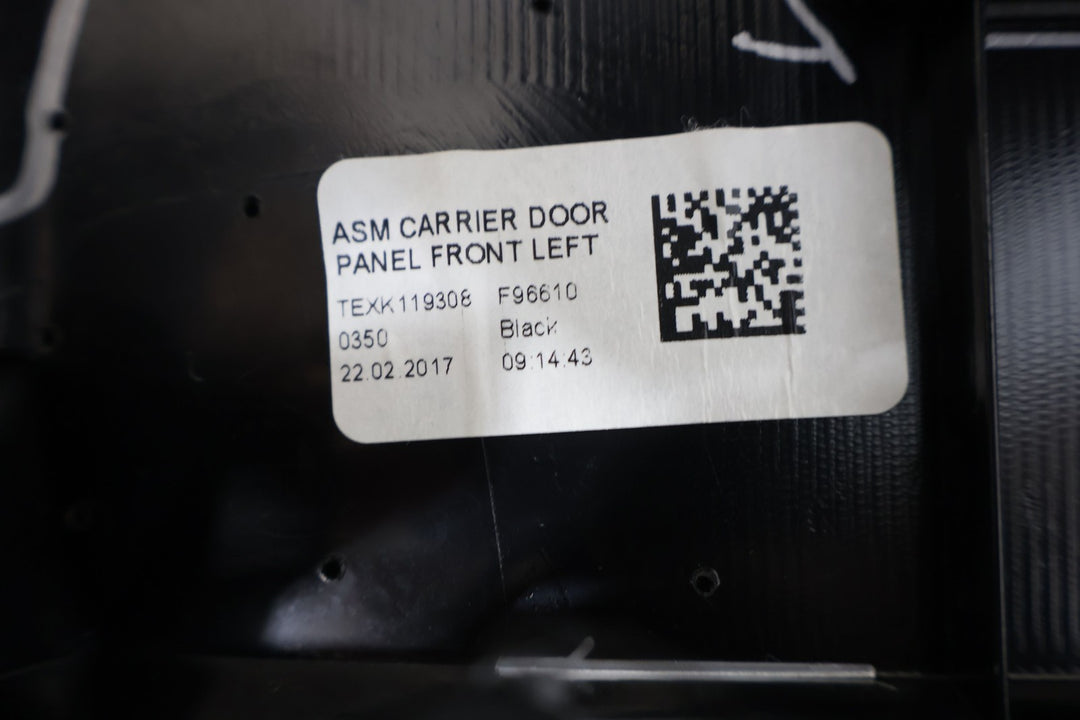 ASM CARRIER DOOR
PANEL FRONT LEFT
TEXK119308 F96610
0350 Black
22.02.2017 09:14:43